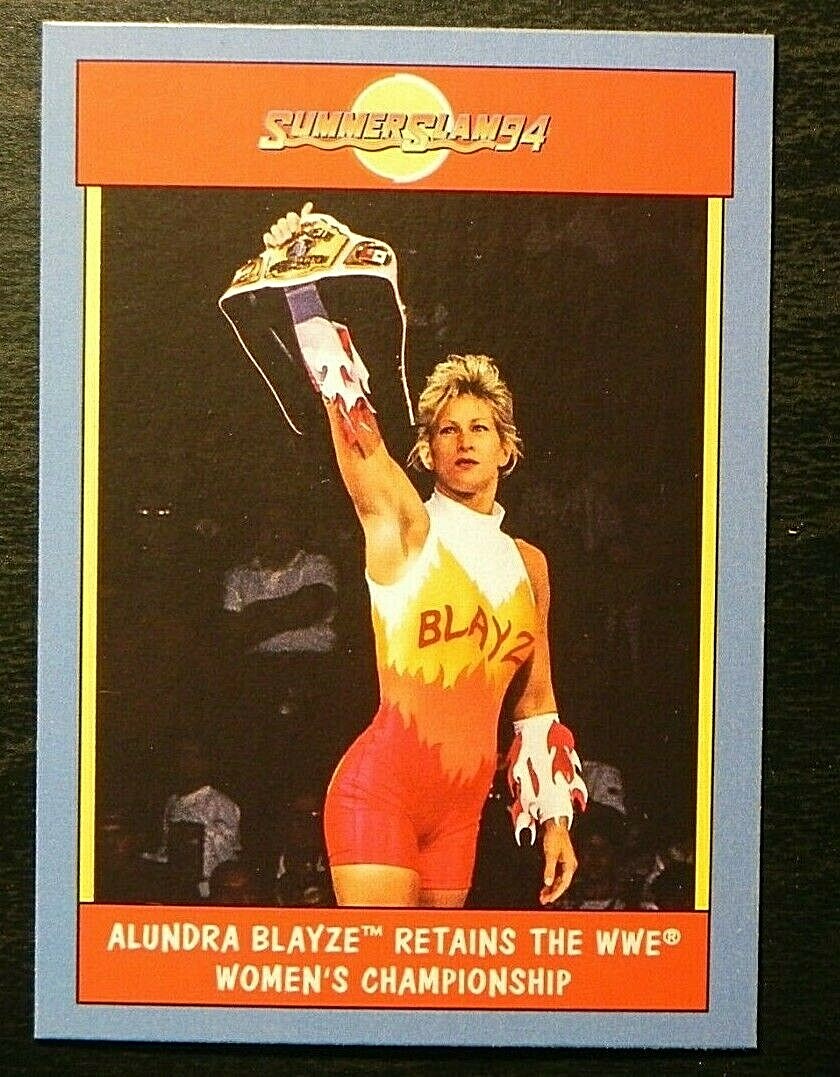 SUMMERSLAM94
BLAYZ
ALUNDRA BLAYZE™ RETAINS THE WWE®
WOMEN'S CHAMPIONSHIP